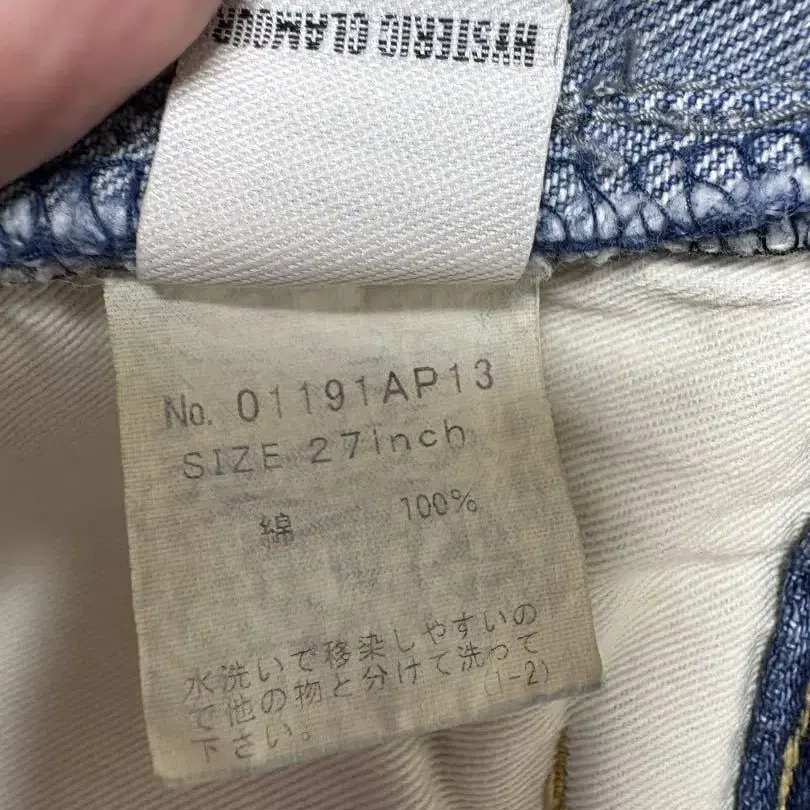 HYSTERIC GLAMOUR
No. 01191AP13
SIZE 27inch
綿 100%
水洗いで移染しやすいの
で他の物と分けて洗って
下さい。 (1-2)